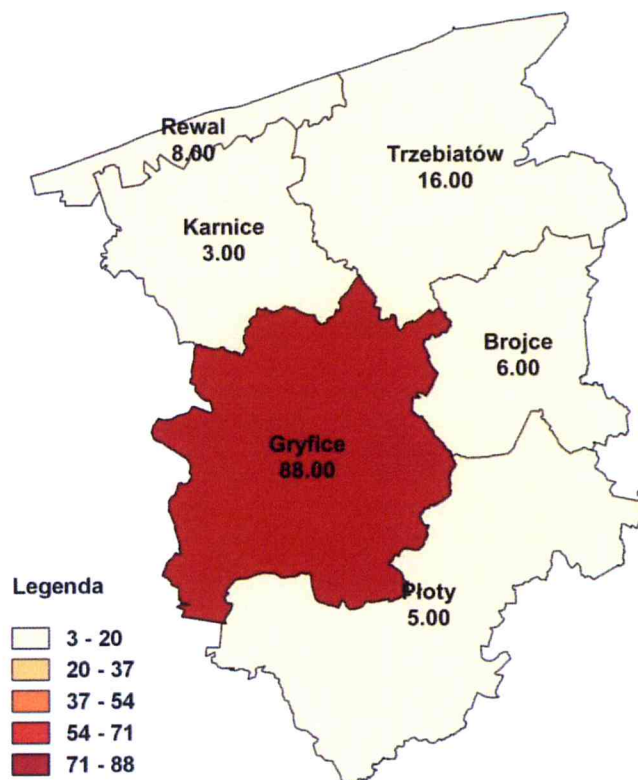 Rewal
8.00
Trzebiatów
16.00
Karnice
3.00
Brojce
6.00
Gryfice
88.00
Płoty
5.00
Legenda
3 - 20
20 - 37
37 - 54
54 - 71
71 - 88